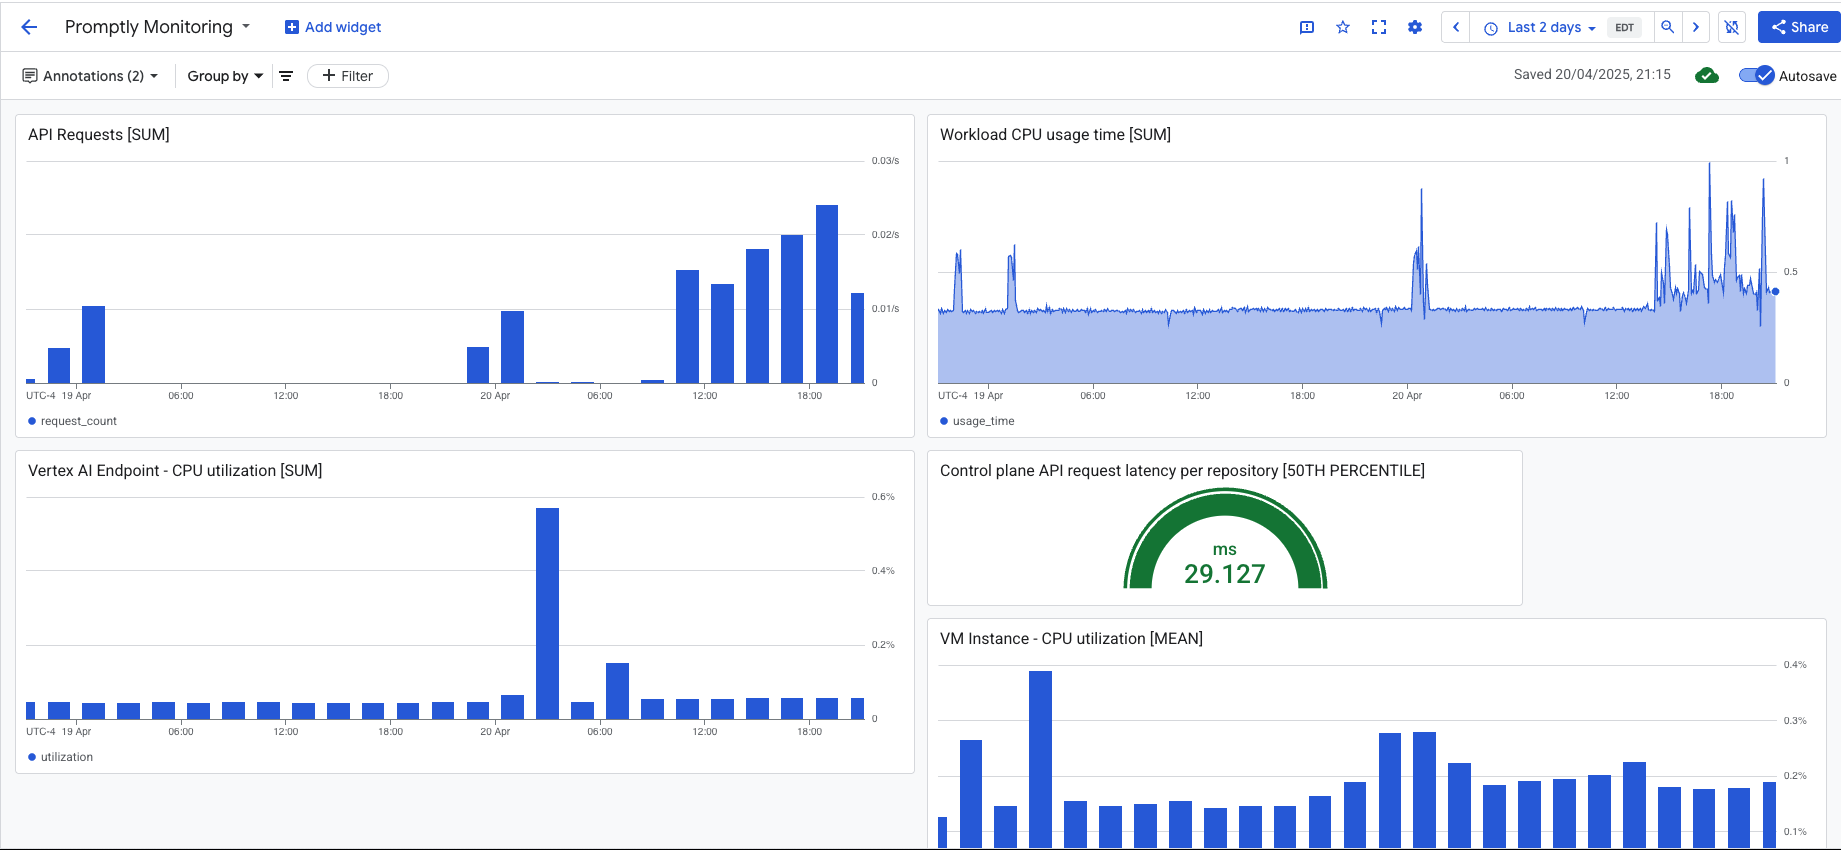 Promptly Monitoring
Add widget
Last 2 days
EDT
Share
Annotations (2)
Group by
Filter
Saved 20/04/2025, 21:15
Autosave
API Requests [SUM]
0.03/s
0.02/s
0.01/s
0
UTC-4 19 Apr 06:00 12:00 18:00 20 Apr 06:00 12:00 18:00
request_count
Workload CPU usage time [SUM]
1
0.5
0
UTC-4 19 Apr 06:00 12:00 18:00 20 Apr 06:00 12:00 18:00
usage_time
Vertex AI Endpoint - CPU utilization [SUM]
0.6%
0.4%
0.2%
0
UTC-4 19 Apr 06:00 12:00 18:00 20 Apr 06:00 12:00 18:00
utilization
Control plane API request latency per repository [50TH PERCENTILE]
ms
29.127
VM Instance - CPU utilization [MEAN]
0.4%
0.3%
0.2%
0.1%